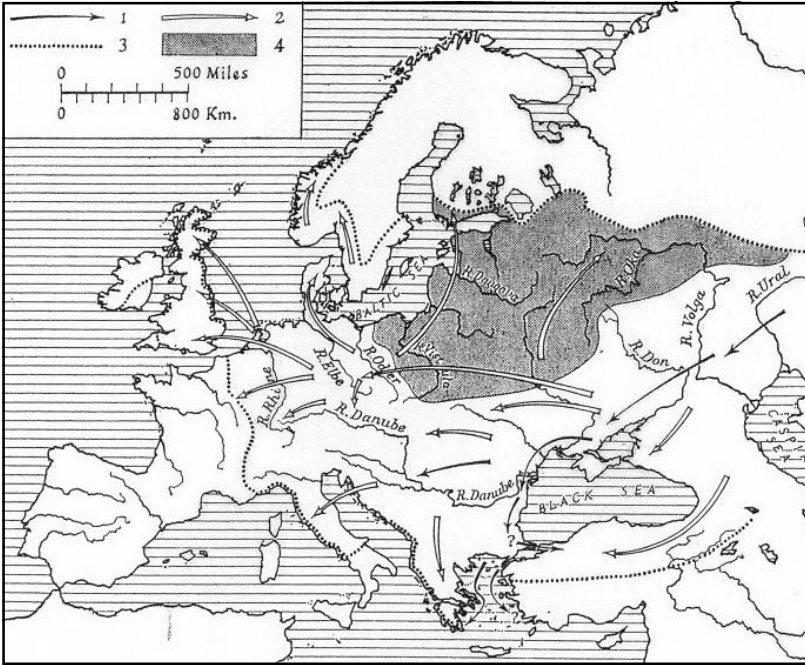 1 2
3 4
0 500 Miles
0 800 Km.
BALTIC SEA
R. Daugava
R. Oka
R. Volga
R. Ural
R. Don
R. Vistula
R. Oder
R. Elbe
R. Rhine
R. Danube
R. Danube
BLACK SEA
CASPIAN SEA
?
?